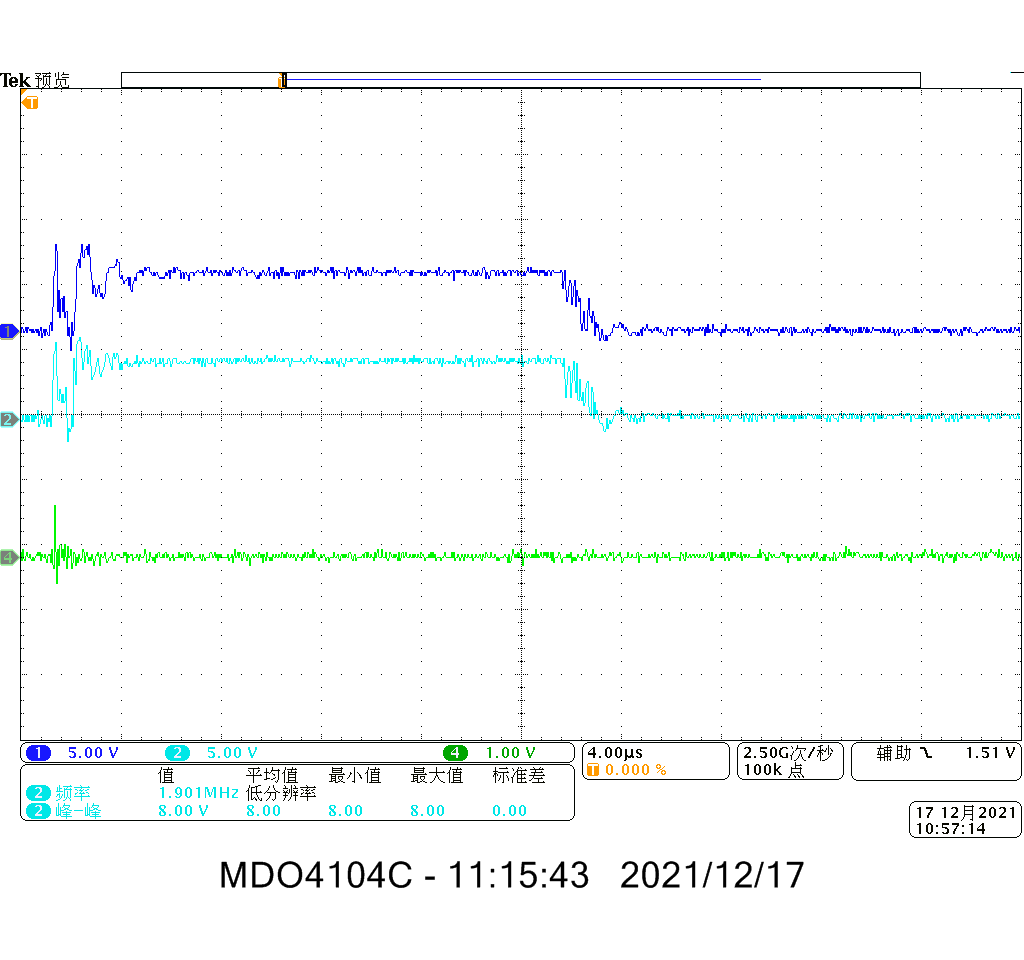 Tek 预览
T
1
2
4
1 5.00 V 2 5.00 V 4 1.00 V
4.00µs
T 0.000 %
2.50G次/秒
100k 点
辅助 1.51 V
值 平均值 最小值 最大值 标准差
2 频率 1.901MHz 低分辨率
2 峰-峰 8.00 V 8.00 8.00 8.00 0.00
17 12月2021
10:57:14
MDO4104C - 11:15:43 2021/12/17